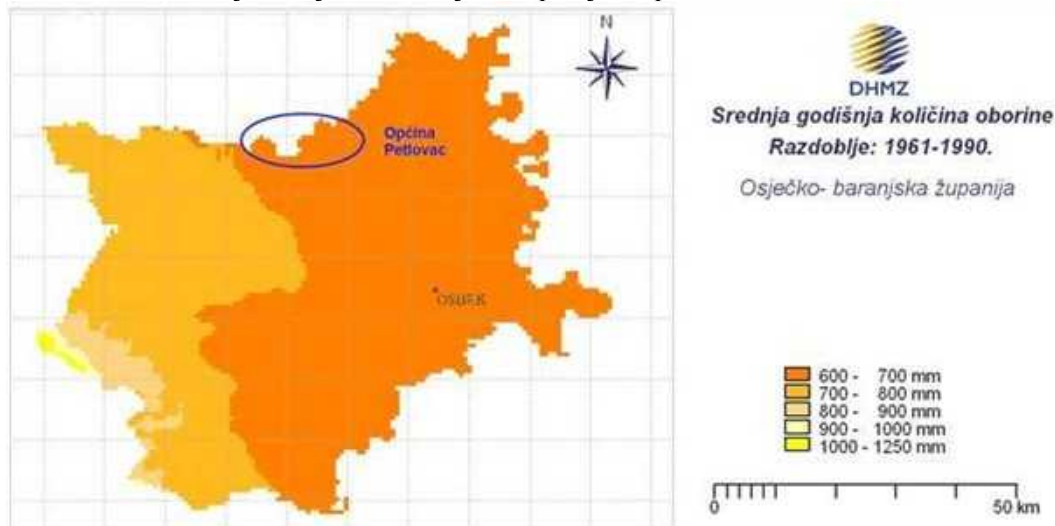 N
Općina
Petlovac
OSIJEK
DHMZ
Srednja godišnja količina oborine
Razdoblje: 1961-1990.
Osječko- baranjska županija
600 - 700 mm
700 - 800 mm
800 - 900 mm
900 - 1000 mm
1000 - 1250 mm
0 50 km